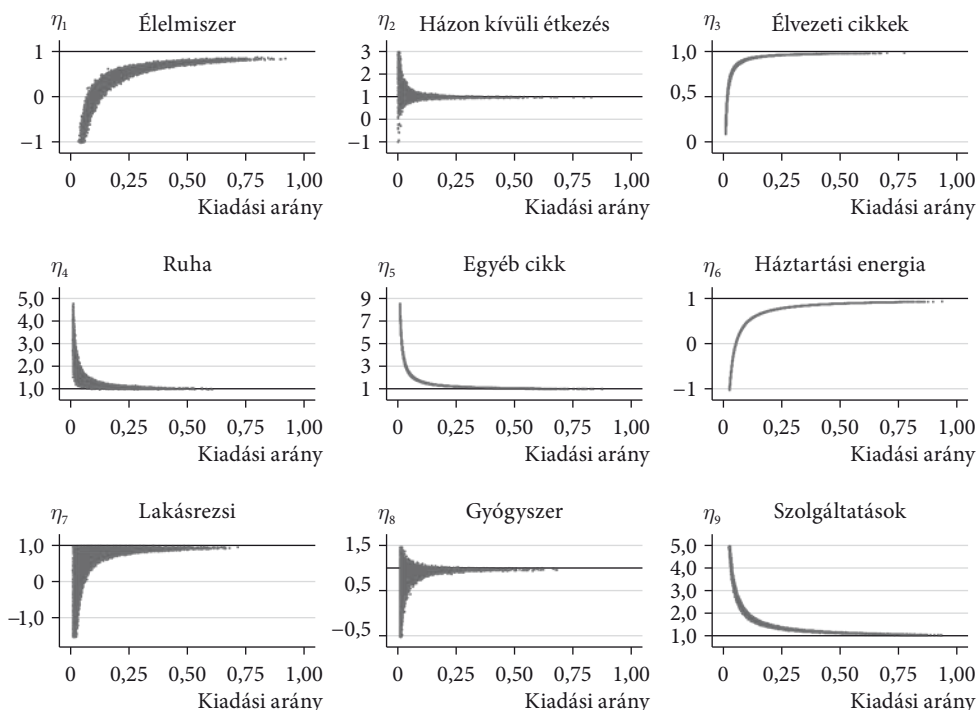 η1 Élelmiszer
1
0
−1
0 0,25 0,50 0,75 1,00
Kiadási arány
η2 Házon kívüli étkezés
3
2
1
0
−1
0 0,25 0,50 0,75 1,00
Kiadási arány
η3 Élvezeti cikkek
1,0
0,5
0
0 0,25 0,50 0,75 1,00
Kiadási arány
η4 Ruha
5,0
4,0
3,0
2,0
1,0
0 0,25 0,50 0,75 1,00
Kiadási arány
η5 Egyéb cikk
9
7
5
3
1
0 0,25 0,50 0,75 1,00
Kiadási arány
η6 Háztartási energia
1
0
−1
0 0,25 0,50 0,75 1,00
Kiadási arány
η7 Lakásrezsi
1,0
0
−1,0
0 0,25 0,50 0,75 1,00
Kiadási arány
η8 Gyógyszer
1,5
0,5
−0,5
0 0,25 0,50 0,75 1,00
Kiadási arány
η9 Szolgáltatások
5,0
4,0
3,0
2,0
1,0
0 0,25 0,50 0,75 1,00
Kiadási arány